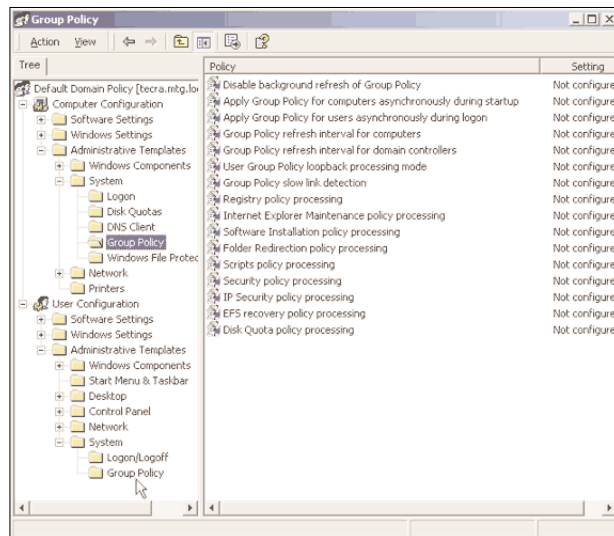 Group Policy
Action View
Tree
Policy Setting
Default Domain Policy [tecra.mtg.lo
Computer Configuration
Software Settings
Windows Settings
Administrative Templates
Windows Components
System
Logon
Disk Quotas
DNS Client
Group Policy
Windows File Protec
Network
Printers
User Configuration
Software Settings
Windows Settings
Administrative Templates
Windows Components
Start Menu & Taskbar
Desktop
Control Panel
Network
System
Logon/Logoff
Group Policy
Disable background refresh of Group Policy Not configure
Apply Group Policy for computers asynchronously during startup Not configure
Apply Group Policy for users asynchronously during logon Not configure
Group Policy refresh interval for computers Not configure
Group Policy refresh interval for domain controllers Not configure
User Group Policy loopback processing mode Not configure
Group Policy slow link detection Not configure
Registry policy processing Not configure
Internet Explorer Maintenance policy processing Not configure
Software Installation policy processing Not configure
Folder Redirection policy processing Not configure
Scripts policy processing Not configure
Security policy processing Not configure
IP Security policy processing Not configure
EFS recovery policy processing Not configure
Disk Quota policy processing Not configure